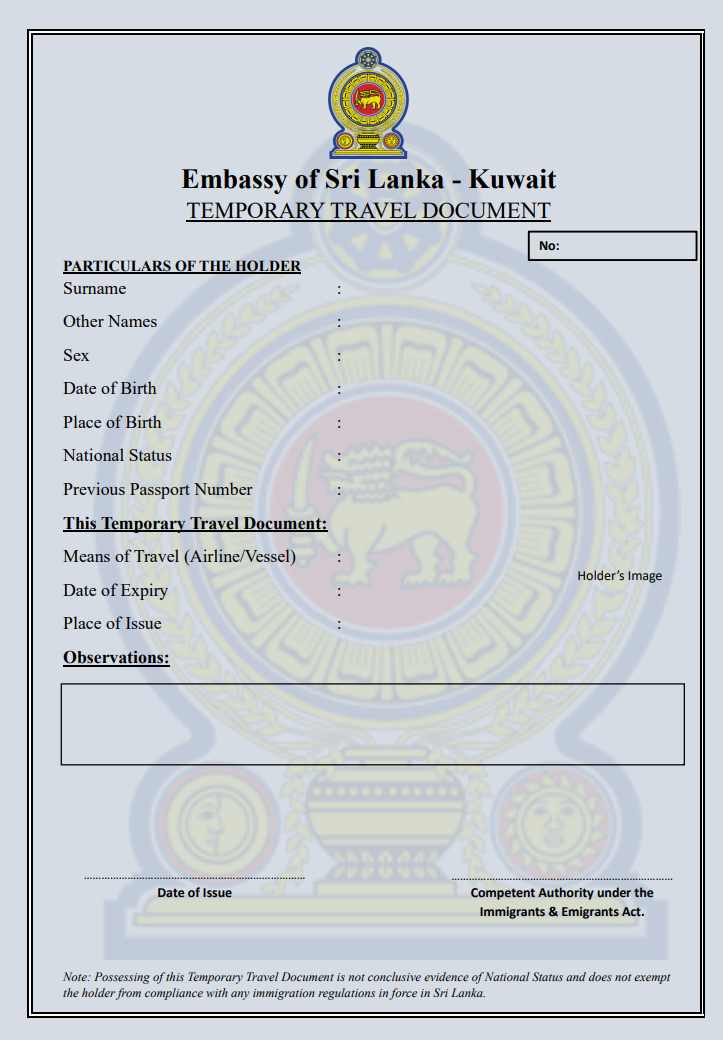 Embassy of Sri Lanka - Kuwait
TEMPORARY TRAVEL DOCUMENT
No:
PARTICULARS OF THE HOLDER
Surname :
Other Names :
Sex :
Date of Birth :
Place of Birth :
National Status :
Previous Passport Number :
This Temporary Travel Document:
Means of Travel (Airline/Vessel) :
Holder’s Image
Date of Expiry :
Place of Issue :
Observations:
Date of Issue
Competent Authority under the
Immigrants & Emigrants Act.
Note: Possessing of this Temporary Travel Document is not conclusive evidence of National Status and does not exempt
the holder from compliance with any immigration regulations in force in Sri Lanka.